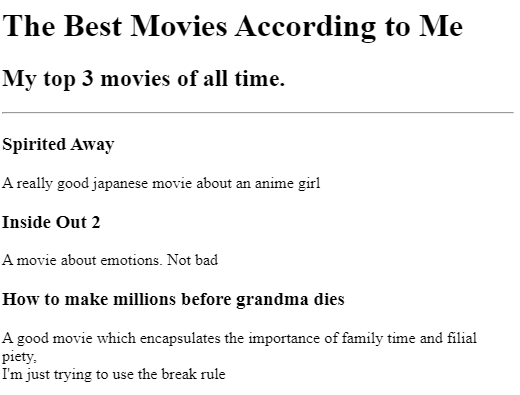 The Best Movies According to Me
My top 3 movies of all time.
Spirited Away
A really good japanese movie about an anime girl
Inside Out 2
A movie about emotions. Not bad
How to make millions before grandma dies
A good movie which encapsulates the importance of family time and filial
piety,
I'm just trying to use the break rule